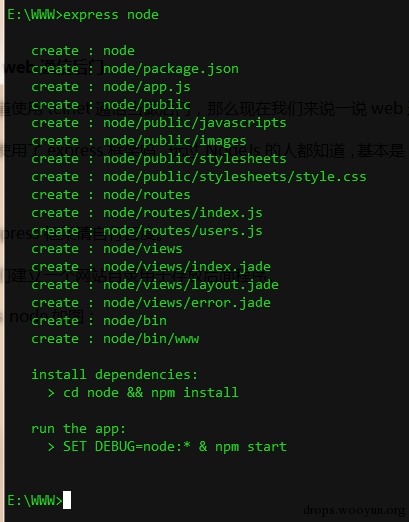 E:\WWW>express node
create : node
create : node/package.json
create : node/app.js
create : node/public
create : node/public/javascripts
create : node/public/images
create : node/public/stylesheets
create : node/public/stylesheets/style.css
create : node/routes
create : node/routes/index.js
create : node/routes/users.js
create : node/views
create : node/views/index.jade
create : node/views/layout.jade
create : node/views/error.jade
create : node/bin
create : node/bin/www
install dependencies:
> cd node && npm install
run the app:
> SET DEBUG=node:* & npm start
E:\WWW>
drops.wooyun.org